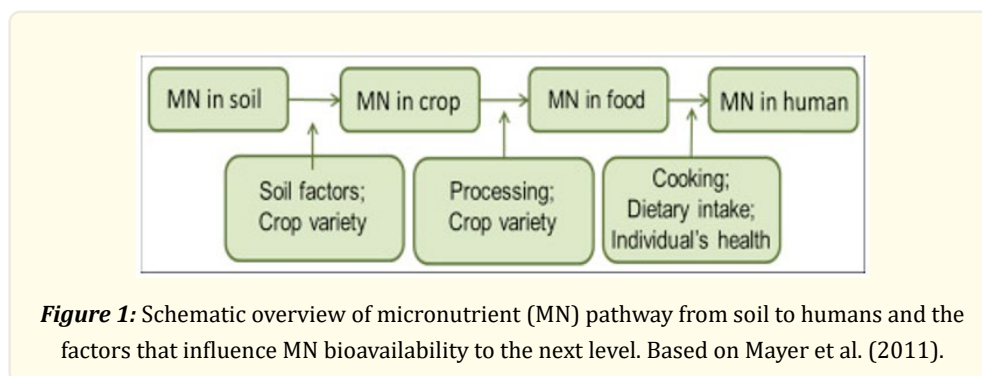 MN in soil
MN in crop
MN in food
MN in human
Soil factors;
Crop variety
Processing;
Crop variety
Cooking;
Dietary intake;
Individual's health
Figure 1: Schematic overview of micronutrient (MN) pathway from soil to humans and the
factors that influence MN bioavailability to the next level. Based on Mayer et al. (2011).